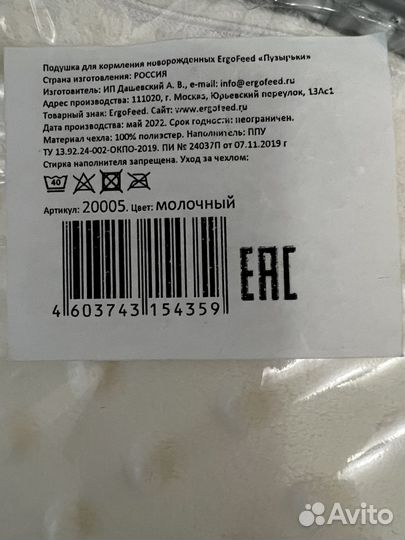 Подушка для кормления новорожденных ErgoFeed «Пузырьки»
Страна изготовления: РОССИЯ
Изготовитель: ИП Дашевский А. В., e-mail: info@ergofeed.ru
Адрес производства: 111020, г. Москва, Юрьевский переулок, 13Ас1
Товарный знак: ErgoFeed. Сайт: www.ergofeed.ru
Дата производства: май 2022. Срок годности: неограничен.
Материал чехла: 100% полиэстер. Наполнитель: ППУ
ТУ 13.92.24-002-ОКПО-2019. ПИ № 24037П от 07.11.2019 г
Стирка наполнителя запрещена. Уход за чехлом:
40
Артикул: 20005. Цвет: МОЛОЧНЫЙ
4 603743 154359
EAC
Avito